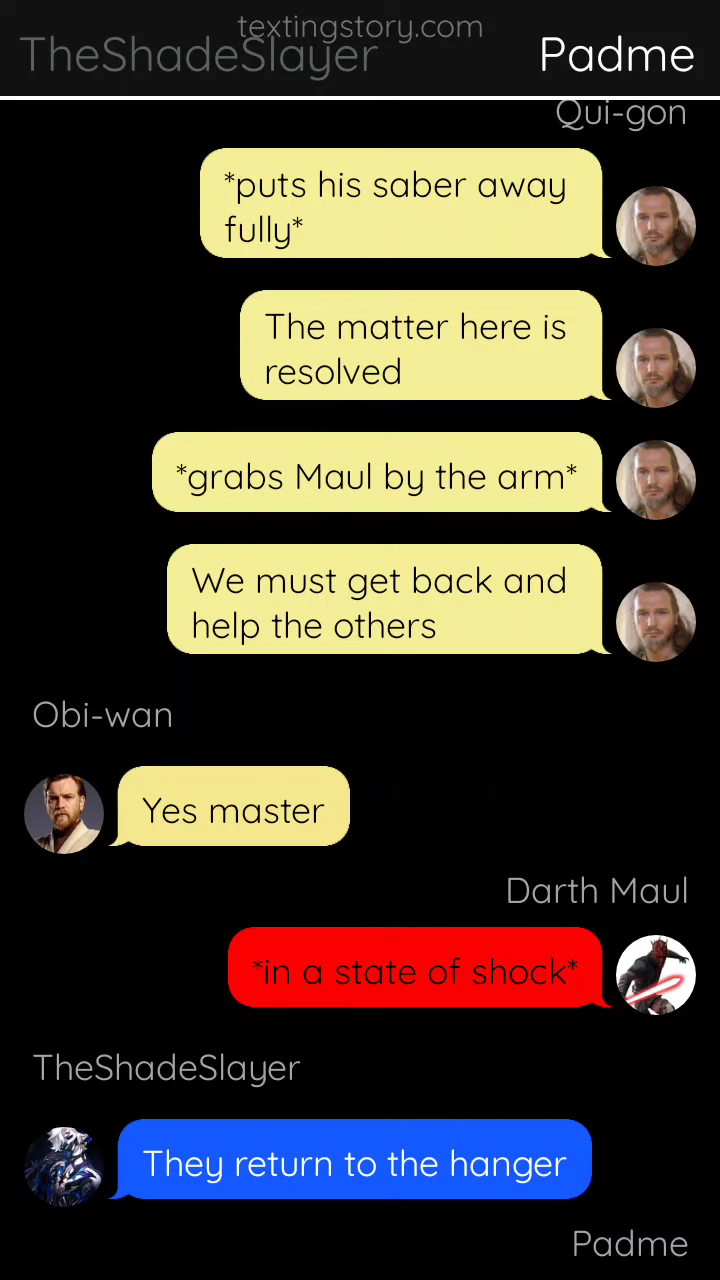 textingstory.com
TheShadeSlayer
Padme
Qui-gon
*puts his saber away
fully*
The matter here is
resolved
*grabs Maul by the arm*
We must get back and
help the others
Obi-wan
Yes master
Darth Maul
*in a state of shock*
TheShadeSlayer
They return to the hanger
Padme